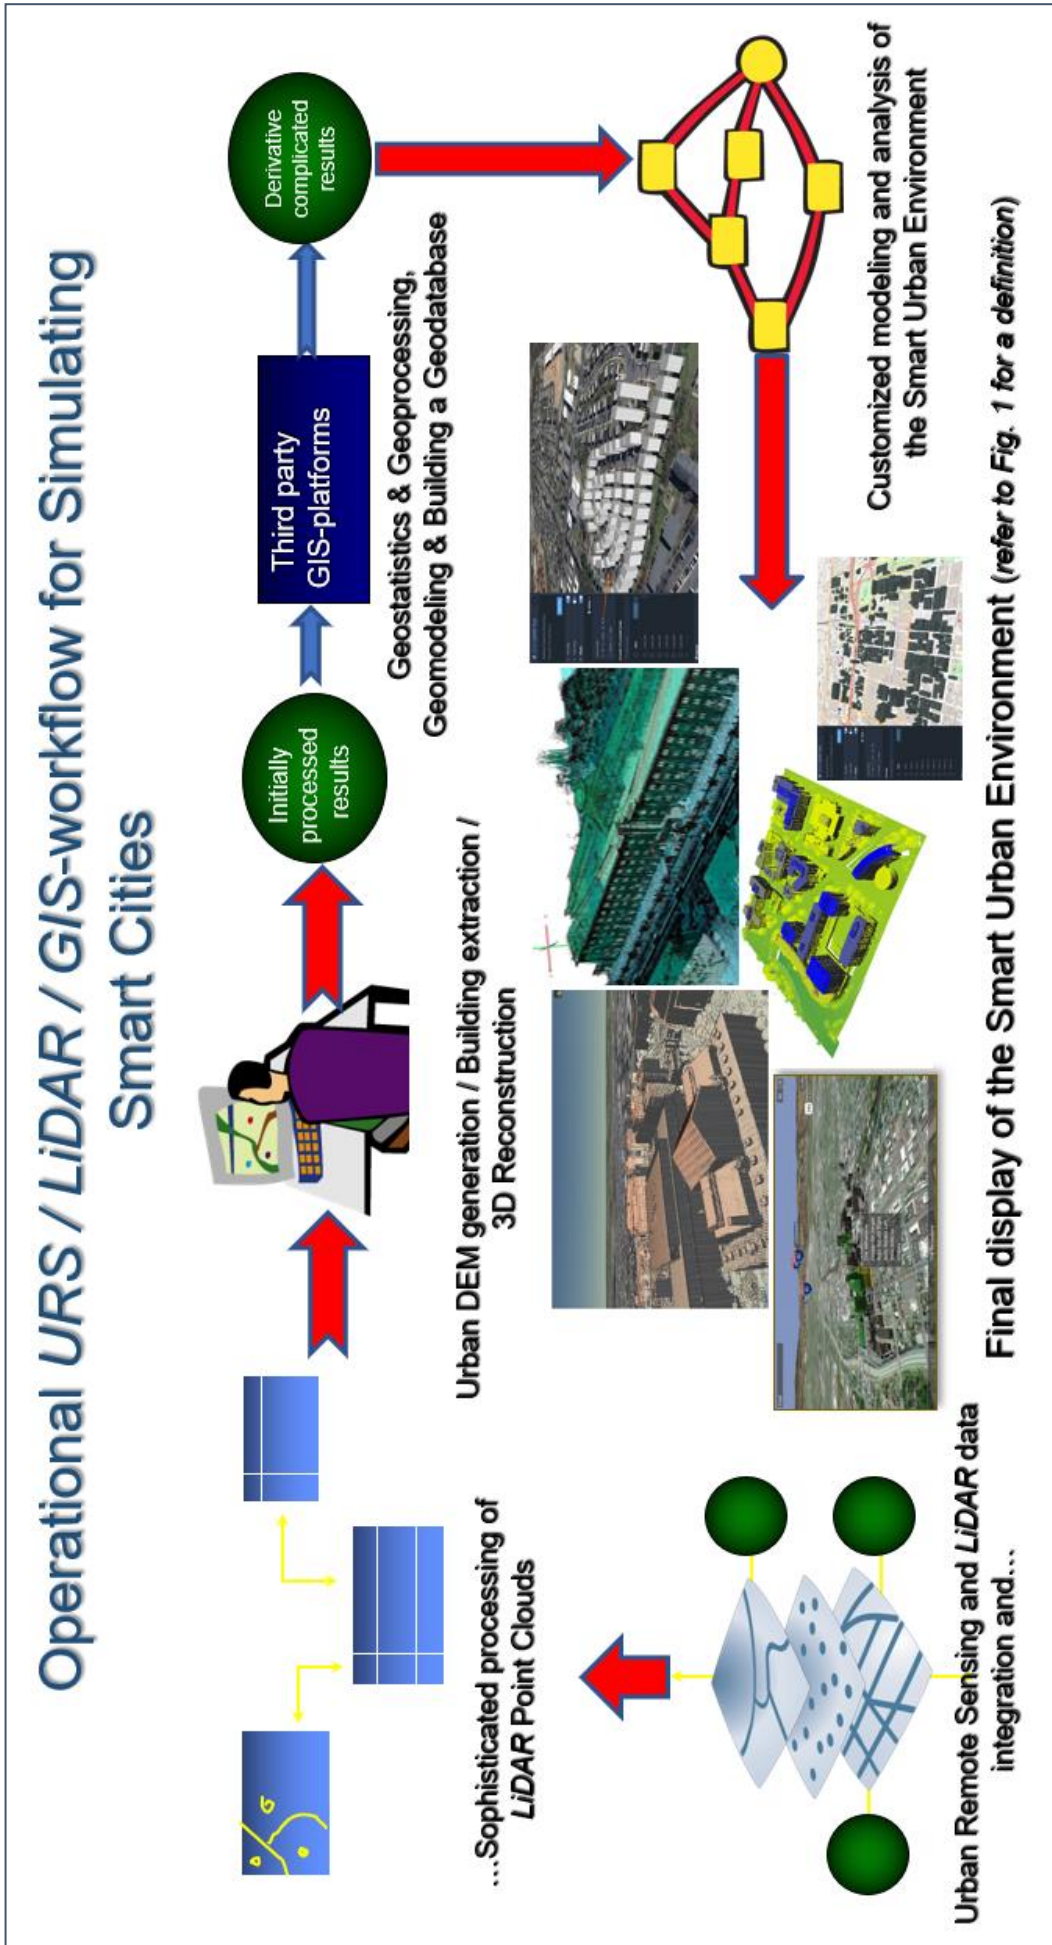 Operational URS / LiDAR / GIS-workflow for Simulating
Smart Cities
Urban Remote Sensing and LiDAR data
integration and...
...Sophisticated processing of
LiDAR Point Clouds
Urban DEM generation / Building extraction /
3D Reconstruction
Initially
processed
results
Third party
GIS-platforms
Geostatistics & Geoprocessing,
Geomodeling & Building a Geodatabase
Derivative
complicated
results
Customized modeling and analysis of
the Smart Urban Environment
Final display of the Smart Urban Environment (refer to Fig. 1 for a definition)